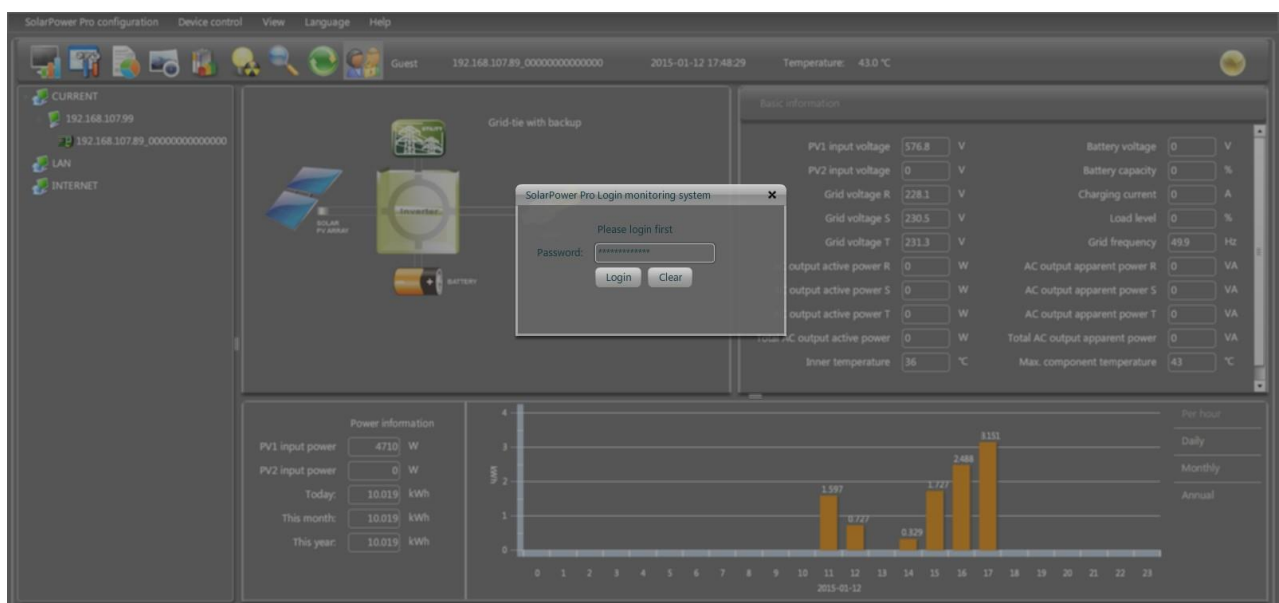 SolarPower Pro configuration Device control View Language Help
Guest 192.168.107.89_00000000000000 2015-01-12 17:48:29 Temperature: 43.0 ℃
CURRENT
192.168.107.99
192.168.107.89_00000000000000
LAN
INTERNET
Grid-tie with backup
UTILITY
SOLAR
PV ARRAY
Inverter
BATTERY
SolarPower Pro Login monitoring system
Please login first
Password: *************
Login Clear
Basic information
PV1 input voltage 576.8 V Battery voltage 0 V
PV2 input voltage 0 V Battery capacity 0 %
Grid voltage R 228.1 V Charging current 0 A
Grid voltage S 230.5 V Load level 0 %
Grid voltage T 231.3 V Grid frequency 49.9 Hz
output active power R 0 W AC output apparent power R 0 VA
output active power S 0 W AC output apparent power S 0 VA
output active power T 0 W AC output apparent power T 0 VA
Total AC output active power 0 W Total AC output apparent power 0 VA
Inner temperature 36 ℃ Max. component temperature 43 ℃
Power information
PV1 input power 4710 W
PV2 input power 0 W
Today: 10.019 kWh
This month: 10.019 kWh
This year: 10.019 kWh
kWh
4
3
2
1
0
1.597 0.727 0.329 1.727 2.488 3.151
0 1 2 3 4 5 6 7 8 9 10 11 12 13 14 15 16 17 18 19 20 21 22 23
2015-01-12
Per hour
Daily
Monthly
Annual